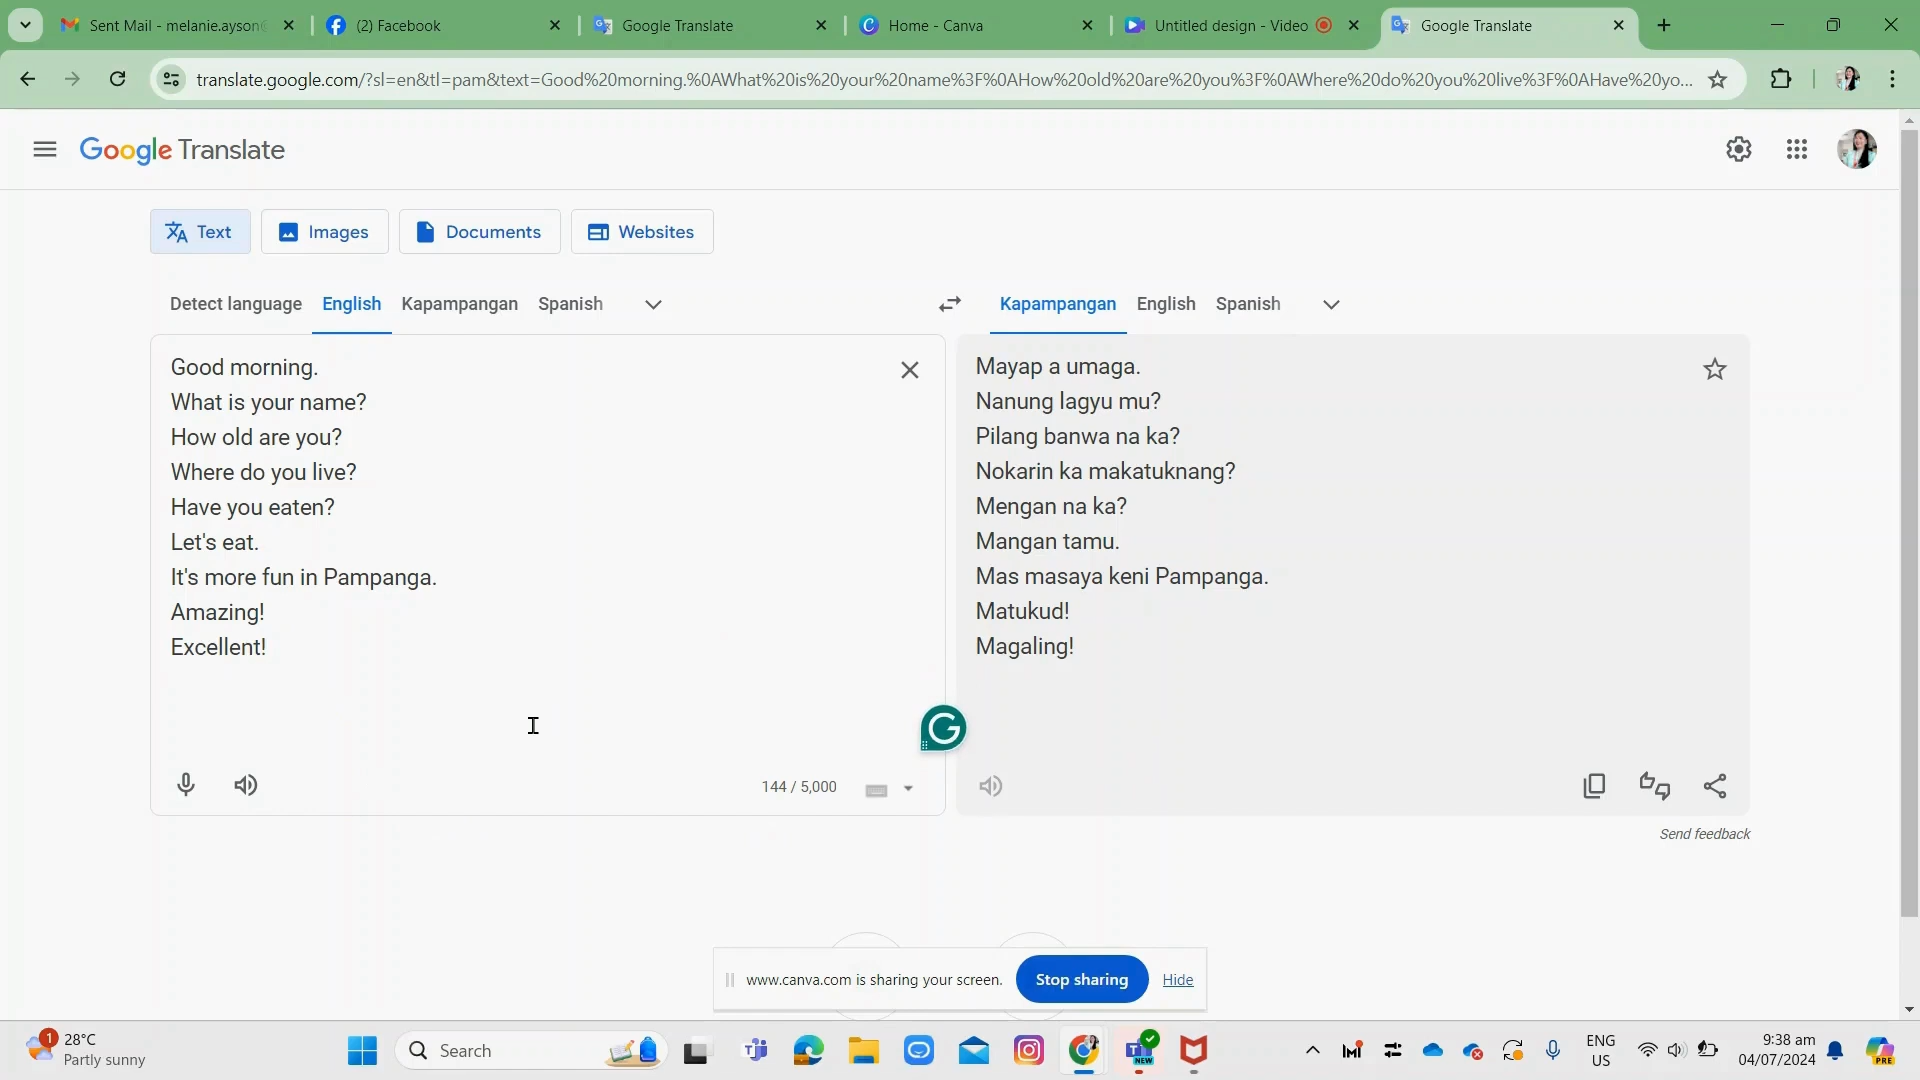 Sent Mail - melanie.ayson
(2) Facebook
Google Translate
Home - Canva
Untitled design - Video
Google Translate
translate.google.com/?sl=en&tl=pam&text=Good%20morning.%0AWhat%20is%20your%20name%3F%0AHow%20old%20are%20you%3F%0AWhere%20do%20you%20live%3F%0AHave%20yo...
Google Translate
Text
Images
Documents
Websites
Detect language
English
Kapampangan
Spanish
Kapampangan
English
Spanish
Good morning.
What is your name?
How old are you?
Where do you live?
Have you eaten?
Let's eat.
It's more fun in Pampanga.
Amazing!
Excellent!
144 / 5,000
Mayap a umaga.
Nanung lagyu mu?
Pilang banwa na ka?
Nokarin ka makatuknang?
Mengan na ka?
Mangan tamu.
Mas masaya keni Pampanga.
Matukud!
Magaling!
Send feedback
www.canva.com is sharing your screen.
Stop sharing
Hide
1
28°C
Partly sunny
Search
NEW
ENG
US
9:38 am
04/07/2024
PRE